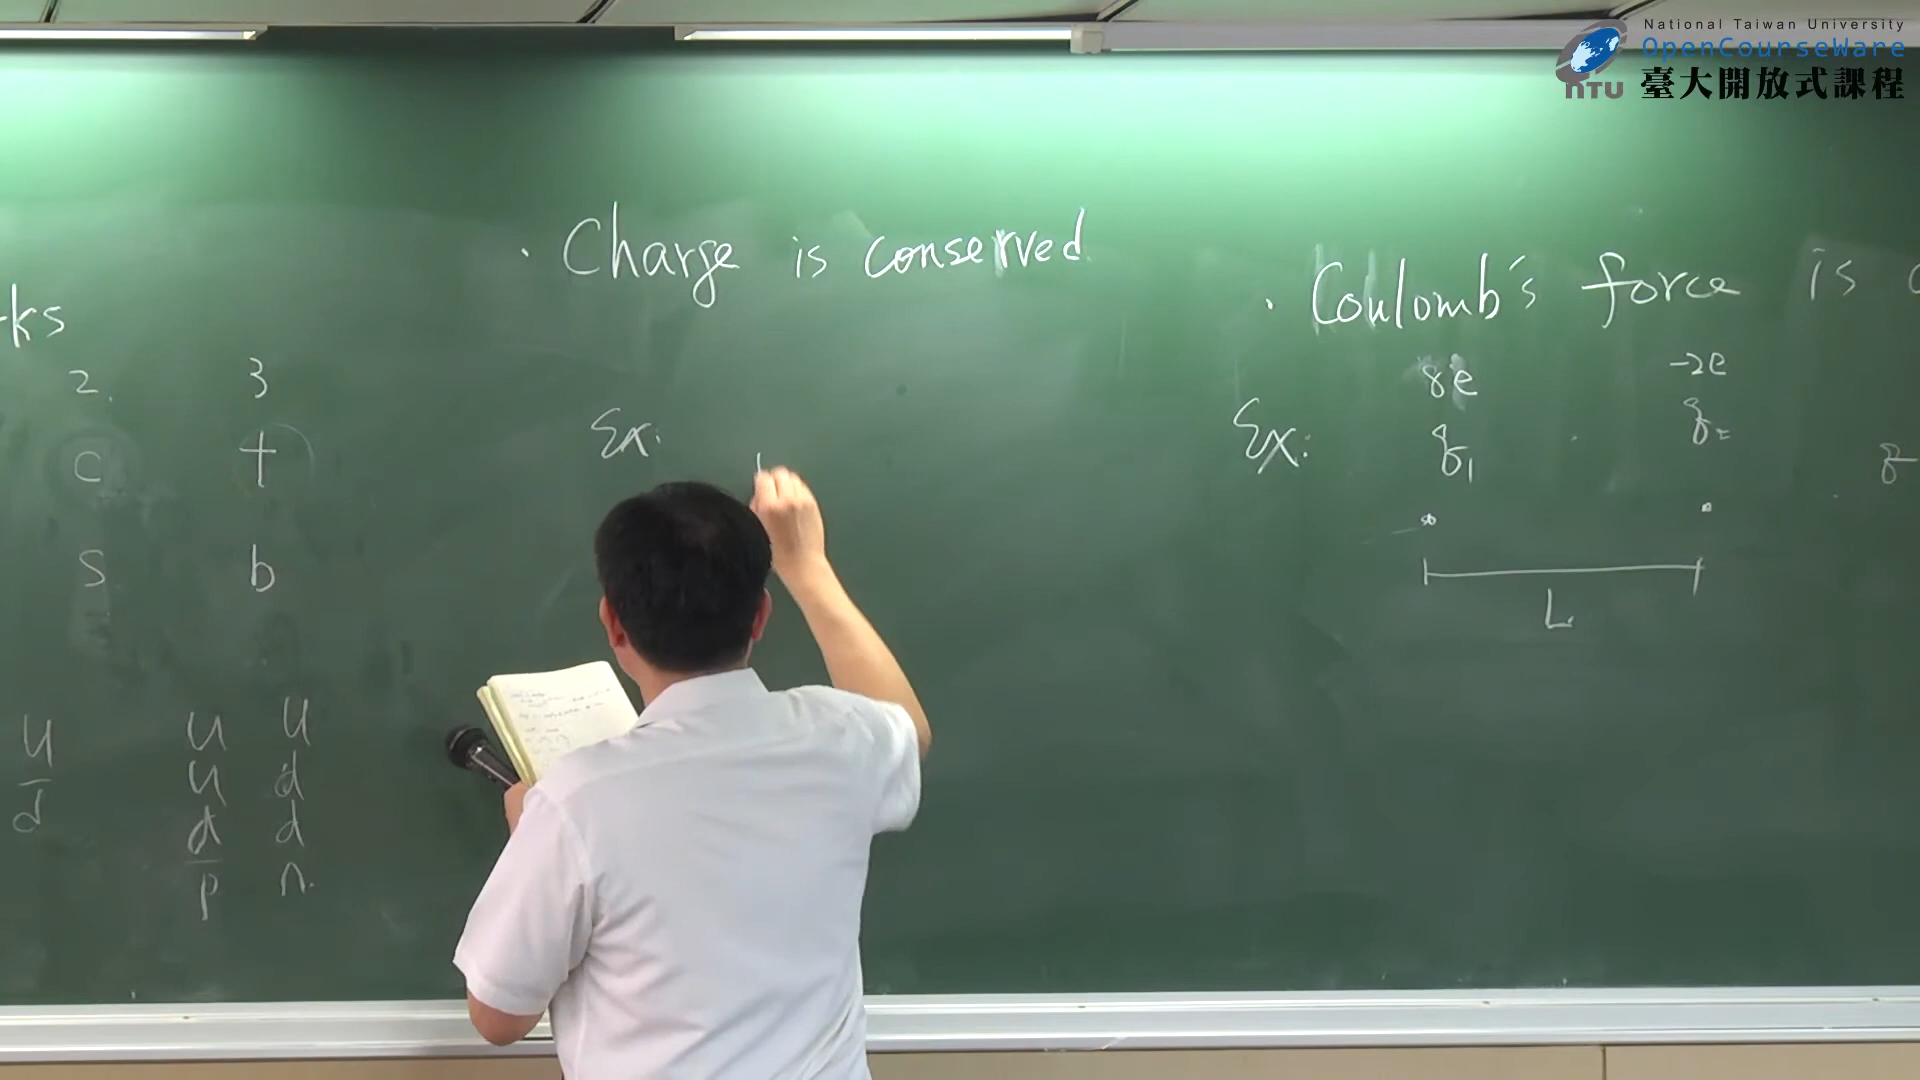 National Taiwan University
OpenCourseWare
臺大開放式課程
NTU
rks
2. 3
c t
s b
u u u
d u d
d d
p n.
· Charge is conserved
Ex:
· Coulomb's force is
8e -2e
Ex: q1 q2
L